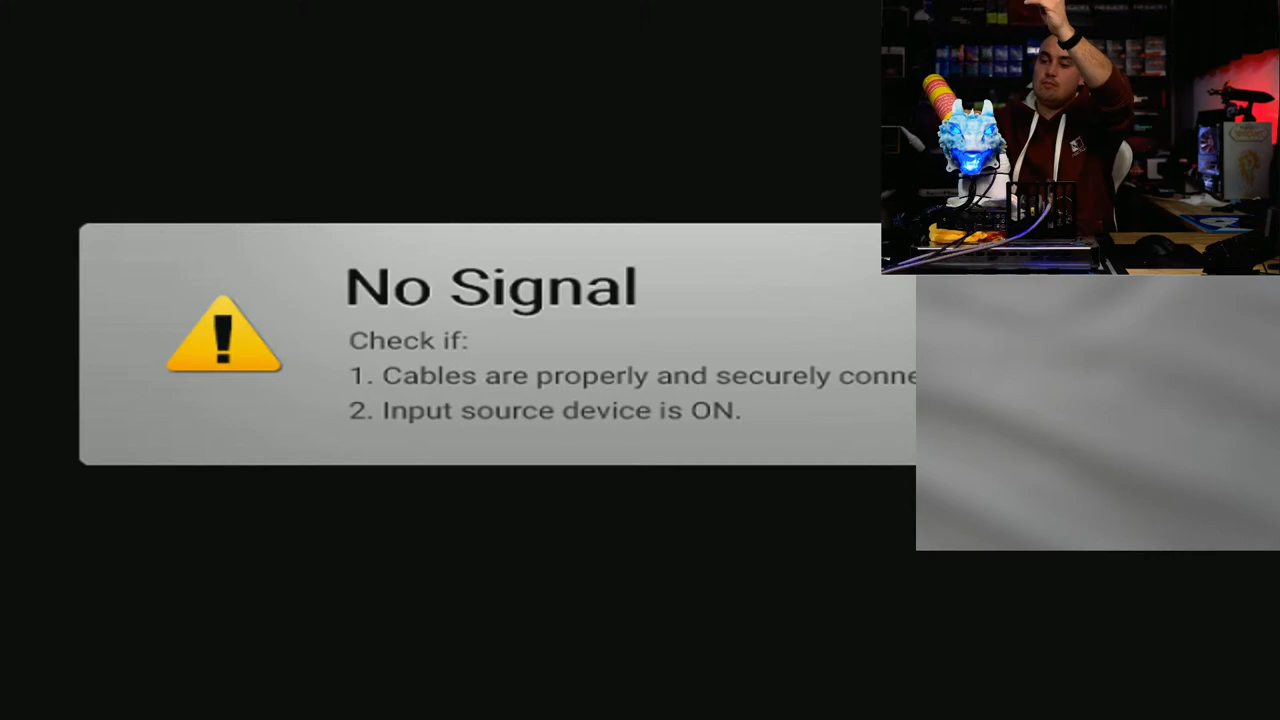 No Signal
Check if:
1. Cables are properly and securely conne
2. Input source device is ON.